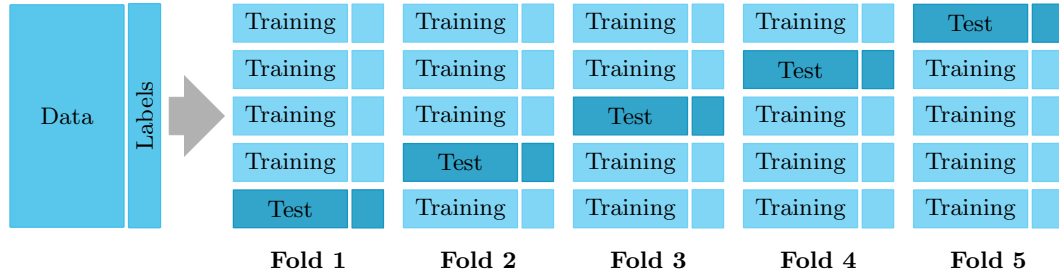 Data
Labels
Training Training Training Training Test
Training Training Training Test Training
Training Training Test Training Training
Training Test Training Training Training
Test Training Training Training Training
Fold 1 Fold 2 Fold 3 Fold 4 Fold 5